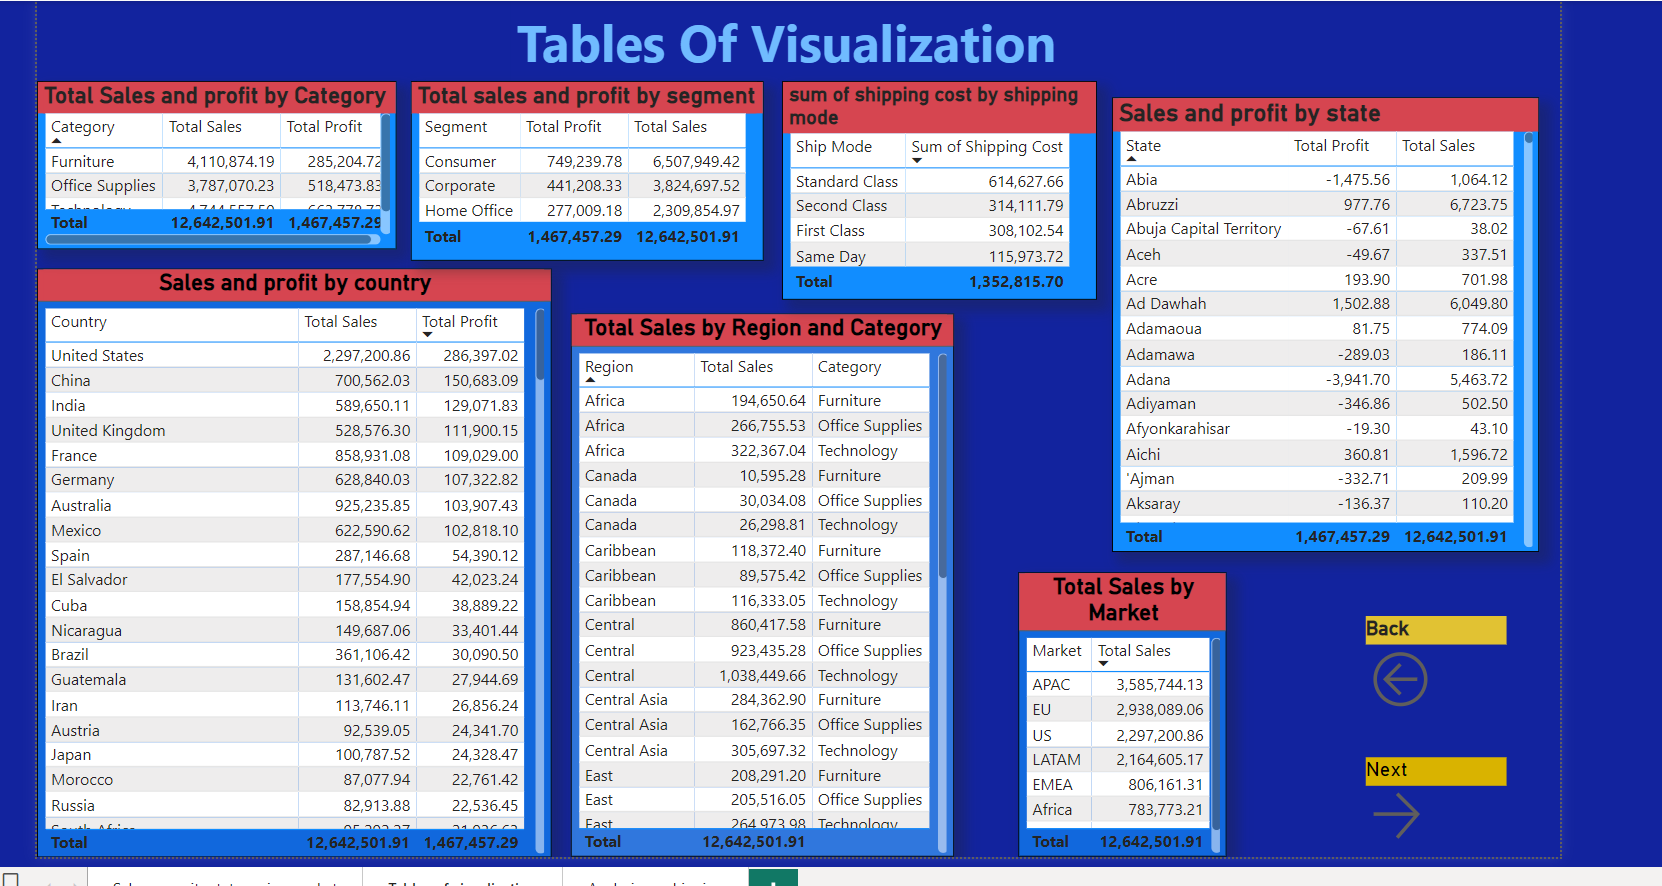 Tables Of Visualization
Total Sales and profit by Category
Category Total Sales Total Profit
Furniture 4,110,874.19 285,204.72
Office Supplies 3,787,070.23 518,473.83
Total 12,642,501.91 1,467,457.29
Total sales and profit by segment
Segment Total Profit Total Sales
Consumer 749,239.78 6,507,949.42
Corporate 441,208.33 3,824,697.52
Home Office 277,009.18 2,309,854.97
Total 1,467,457.29 12,642,501.91
sum of shipping cost by shipping
mode
Ship Mode Sum of Shipping Cost
Standard Class 614,627.66
Second Class 314,111.79
First Class 308,102.54
Same Day 115,973.72
Total 1,352,815.70
Sales and profit by state
State Total Profit Total Sales
Abia -1,475.56 1,064.12
Abruzzi 977.76 6,723.75
Abuja Capital Territory -67.61 38.02
Aceh -49.67 337.51
Acre 193.90 701.98
Ad Dawhah 1,502.88 6,049.80
Adamaoua 81.75 774.09
Adamawa -289.03 186.11
Adana -3,941.70 5,463.72
Adiyaman -346.86 502.50
Afyonkarahisar -19.30 43.10
Aichi 360.81 1,596.72
'Ajman -332.71 209.99
Aksaray -136.37 110.20
Total 1,467,457.29 12,642,501.91
Sales and profit by country
Country Total Sales Total Profit
United States 2,297,200.86 286,397.02
China 700,562.03 150,683.09
India 589,650.11 129,071.83
United Kingdom 528,576.30 111,900.15
France 858,931.08 109,029.00
Germany 628,840.03 107,322.82
Australia 925,235.85 103,907.43
Mexico 622,590.62 102,818.10
Spain 287,146.68 54,390.12
El Salvador 177,554.90 42,023.24
Cuba 158,854.94 38,889.22
Nicaragua 149,687.06 33,401.44
Brazil 361,106.42 30,090.50
Guatemala 131,602.47 27,944.69
Iran 113,746.11 26,856.24
Austria 92,539.05 24,341.70
Japan 100,787.52 24,328.47
Morocco 87,077.94 22,761.42
Russia 82,913.88 22,536.45
Total 12,642,501.91 1,467,457.29
Total Sales by Region and Category
Region Total Sales Category
Africa 194,650.64 Furniture
Africa 266,755.53 Office Supplies
Africa 322,367.04 Technology
Canada 10,595.28 Furniture
Canada 30,034.08 Office Supplies
Canada 26,298.81 Technology
Caribbean 118,372.40 Furniture
Caribbean 89,575.42 Office Supplies
Caribbean 116,333.05 Technology
Central 860,417.58 Furniture
Central 923,435.28 Office Supplies
Central 1,038,449.66 Technology
Central Asia 284,362.90 Furniture
Central Asia 162,766.35 Office Supplies
Central Asia 305,697.32 Technology
East 208,291.20 Furniture
East 205,516.05 Office Supplies
East 264,973.98 Technology
Total 12,642,501.91
Total Sales by
Market
Market Total Sales
APAC 3,585,744.13
EU 2,938,089.06
US 2,297,200.86
LATAM 2,164,605.17
EMEA 806,161.31
Africa 783,773.21
Total 12,642,501.91
Back
Next